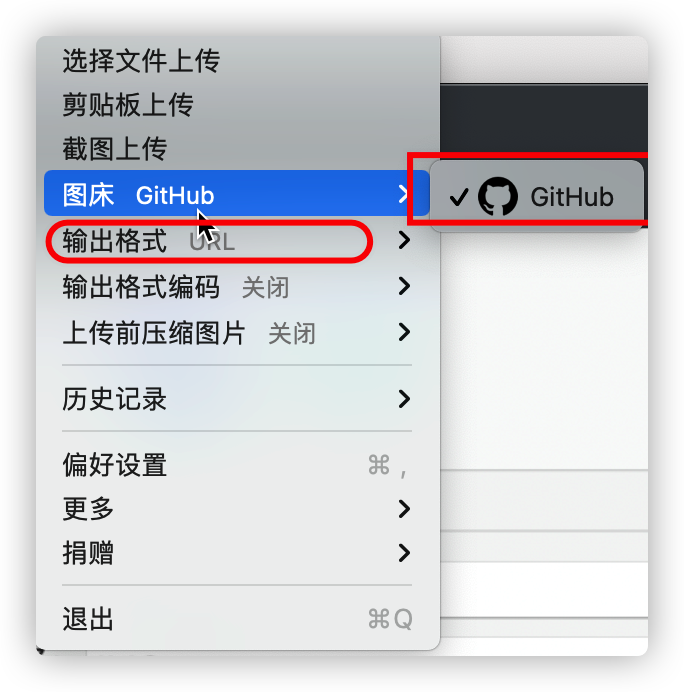 选择文件上传
剪贴板上传
截图上传
图床 GitHub
GitHub
输出格式 URL
输出格式编码 关闭
上传前压缩图片 关闭
历史记录
偏好设置 ⌘ ,
更多
捐赠
退出 ⌘Q